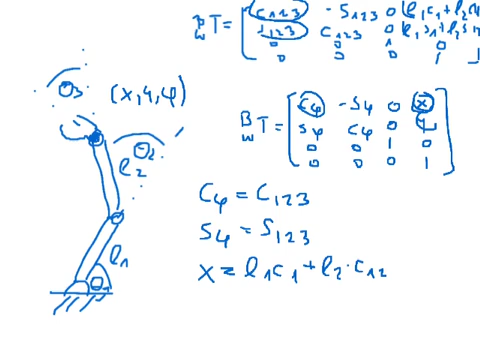 B W T = [ C123 -S123 0 l1c1+l2c
S123 C123 0 l1s1+l2s
0 0 1 0
0 0 0 1 ]
θ3 (x,y,φ)
B W T = [ Cφ -Sφ 0 x
Sφ Cφ 0 y
0 0 1 0
0 0 0 1 ]
θ2
l2
Cφ = C123
Sφ = S123
l1
x = l1c1 + l2·c12
θ1